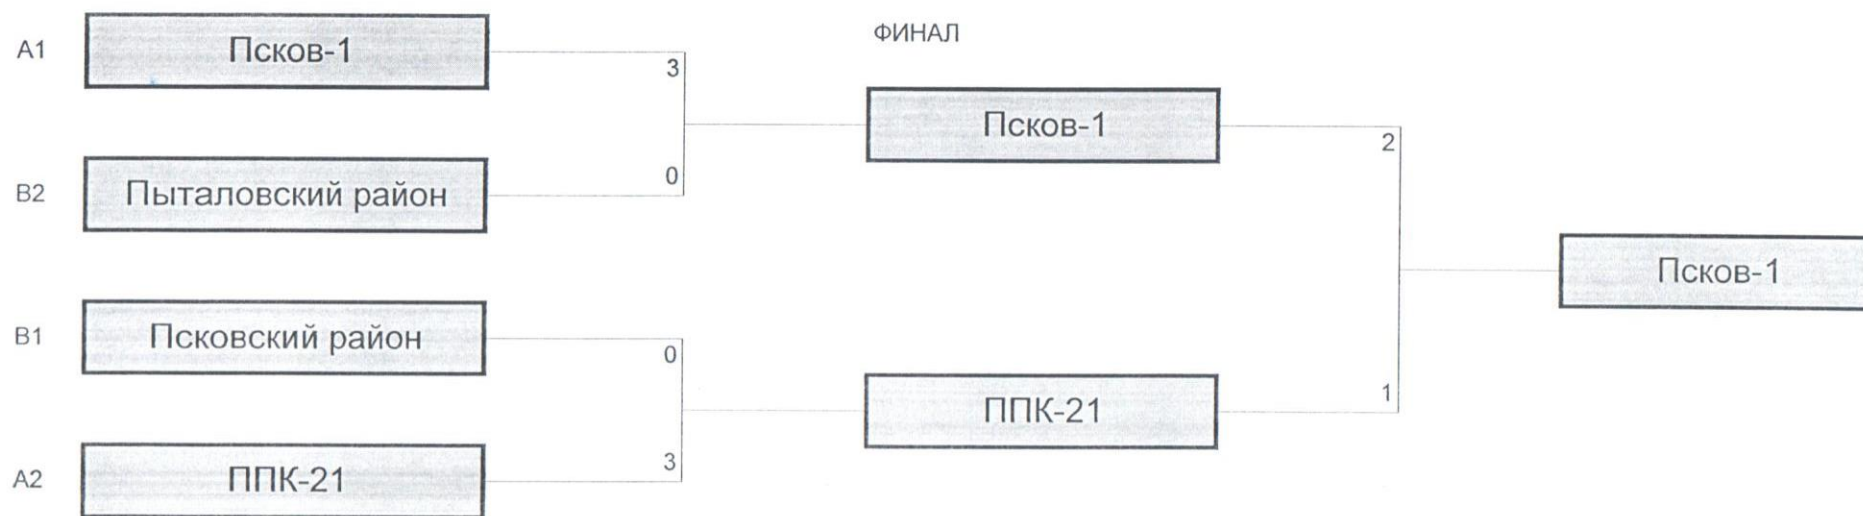 ФИНАЛ
A1 Псков-1 3
B2 Пыталовский район 0
B1 Псковский район 0
A2 ППК-21 3
Псков-1 2
ППК-21 1
Псков-1